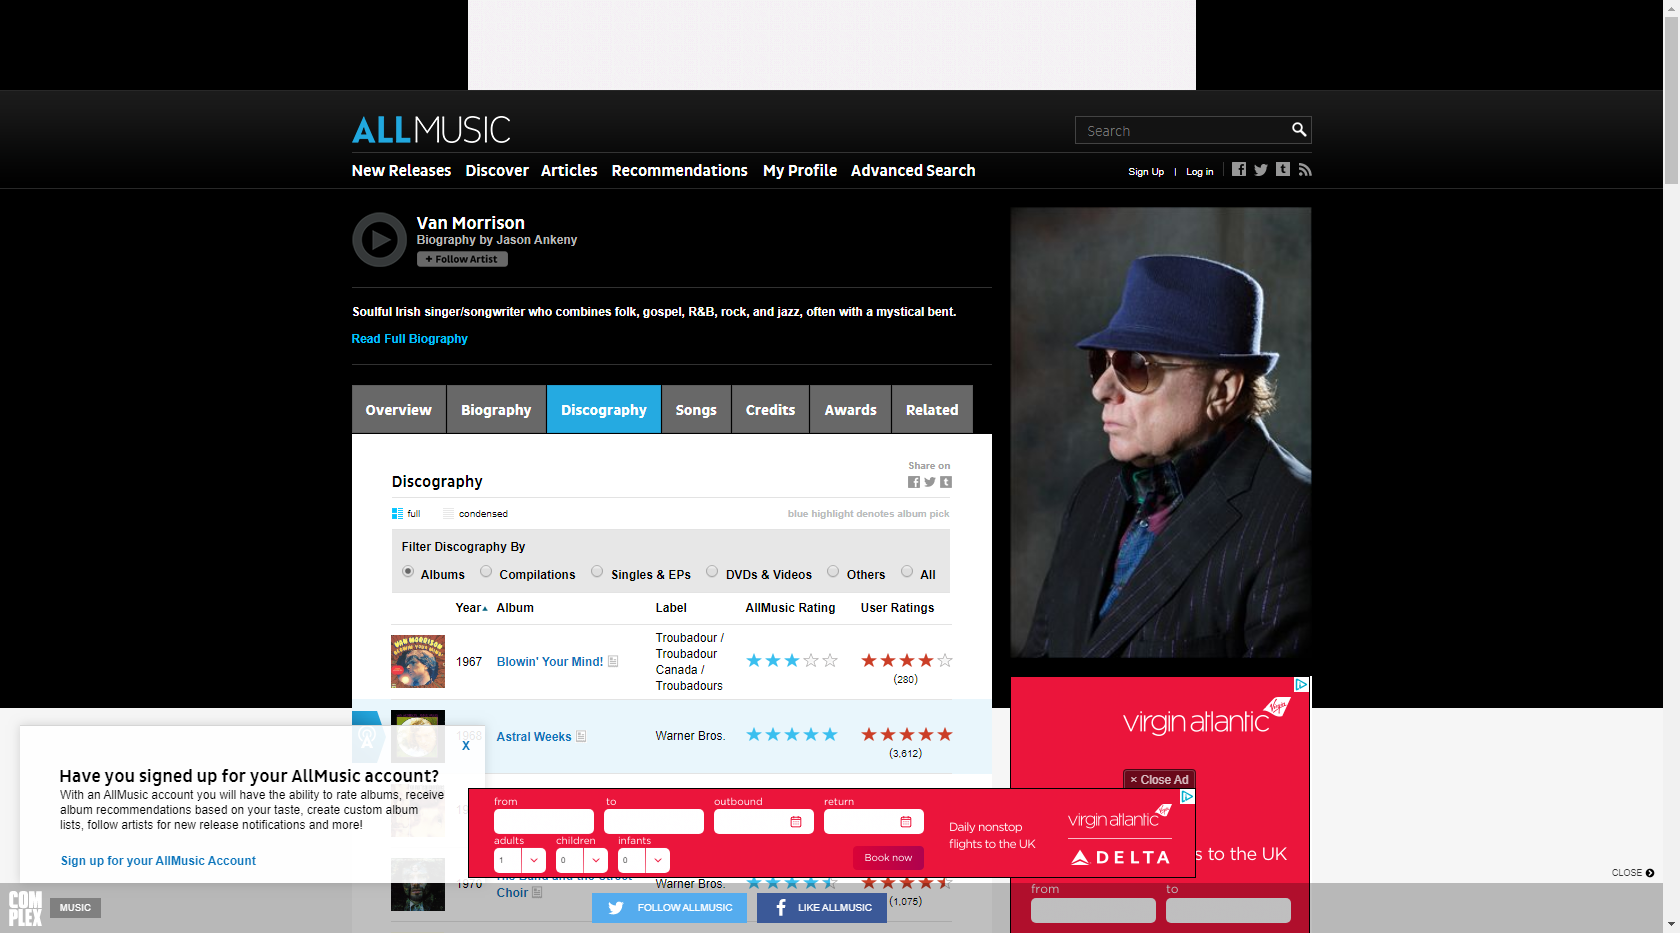 ALLMUSIC
Search
New Releases Discover Articles Recommendations My Profile Advanced Search
Sign Up | Log in
Van Morrison
Biography by Jason Ankeny
+ Follow Artist
Soulful Irish singer/songwriter who combines folk, gospel, R&B, rock, and jazz, often with a mystical bent.
Read Full Biography
Overview Biography Discography Songs Credits Awards Related
Share on
Discography
full condensed blue highlight denotes album pick
Filter Discography By
Albums Compilations Singles & EPs DVDs & Videos Others All
Year Album Label AllMusic Rating User Ratings
VAN MORRISON
BLOWIN' YOUR MIND!
1967 Blowin' Your Mind!
Troubadour /
Troubadour
Canada /
Troubadours
(280)
1968 Astral Weeks Warner Bros.
(3,612)
virgin atlantic
X
Have you signed up for your AllMusic account?
With an AllMusic account you will have the ability to rate albums, receive
album recommendations based on your taste, create custom album
lists, follow artists for new release notifications and more!
Sign up for your AllMusic Account
× Close Ad
from to outbound return
adults children infants
1 0 0
Book now
Daily nonstop
flights to the UK
virgin atlantic
DELTA
s to the UK
from to
1970
Choir
Warner Bros.
(1,075)
CLOSE
COM
PLEX
MUSIC
FOLLOW ALLMUSIC
LIKE ALLMUSIC